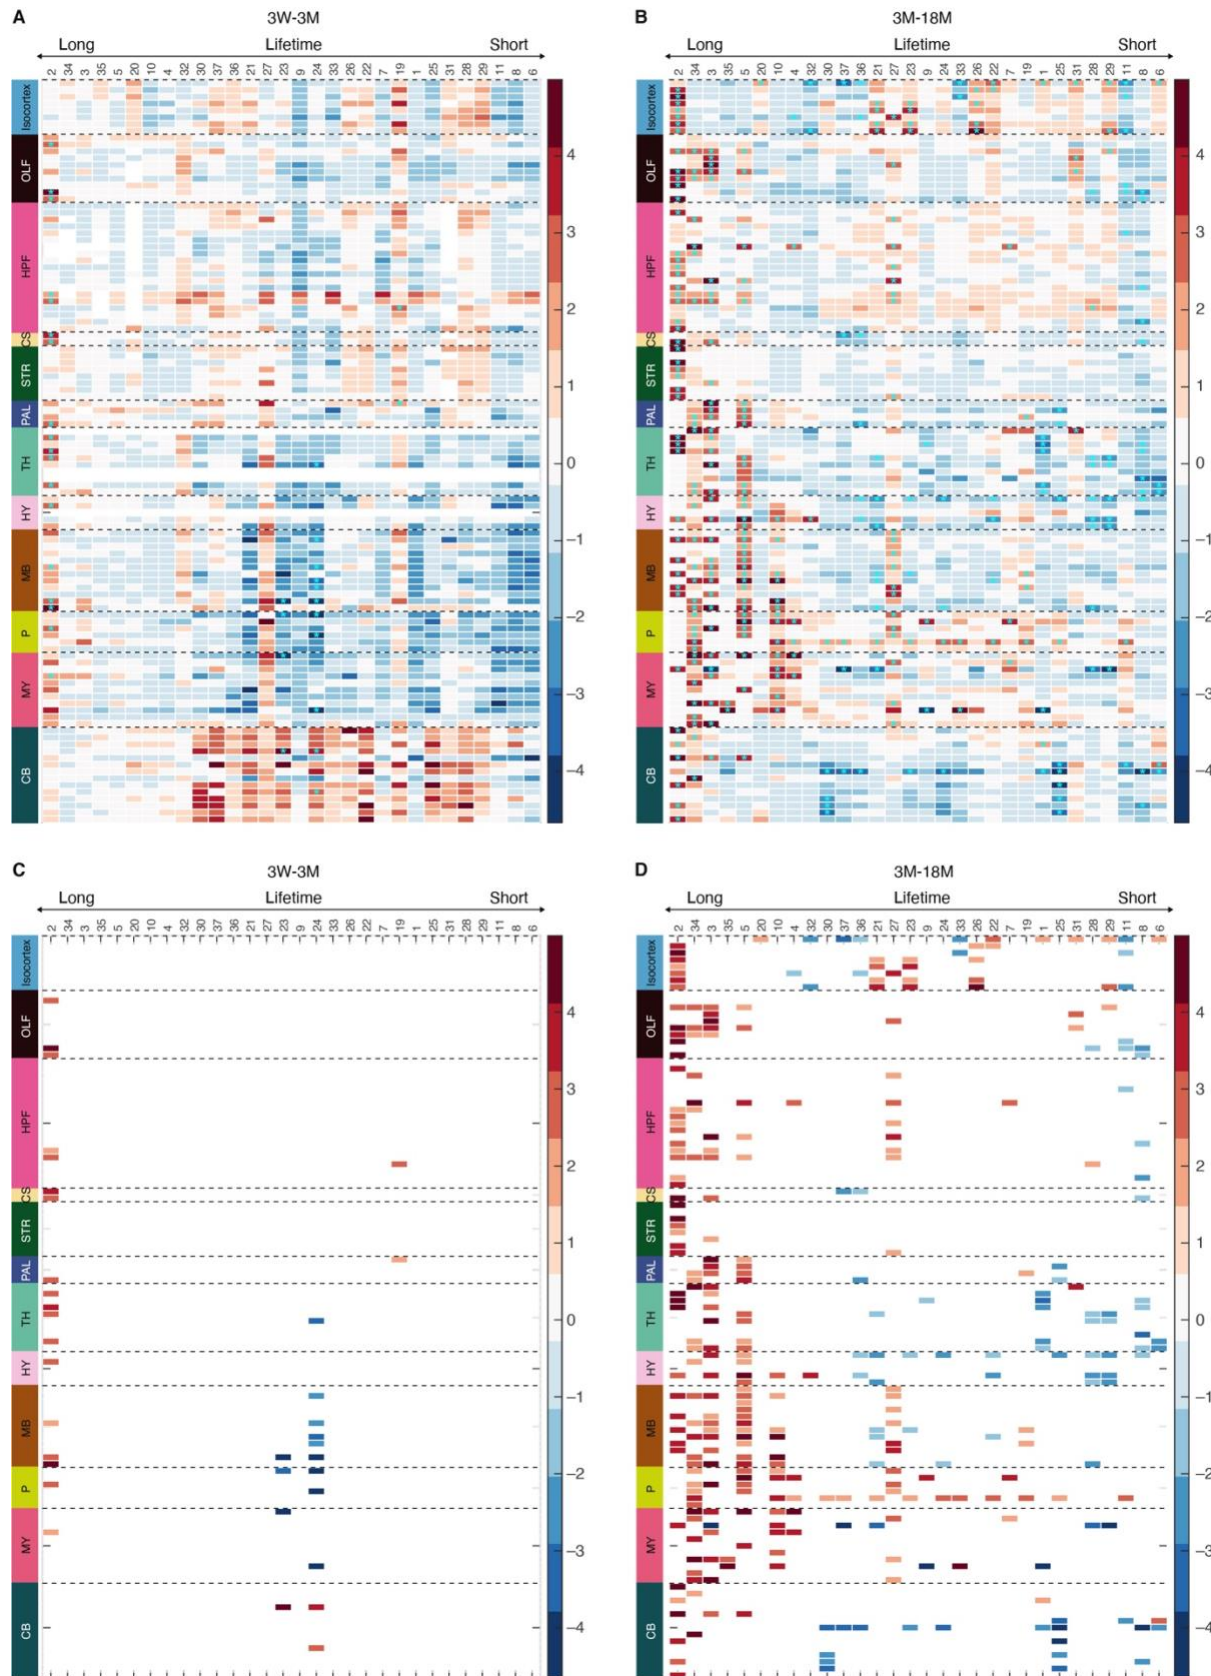 A
3W-3M
Long Lifetime Short
2 34 3 35 5 20 10 4 32 30 37 36 21 27 23 9 24 33 26 22 7 19 1 25 31 28 29 11 8 6
Isocortex
OLF
HPF
CS
STR
PAL
TH
HY
MB
P
MY
CB
4
3
2
1
0
−1
−2
−3
−4
B
3M-18M
Long Lifetime Short
2 34 3 35 5 20 10 4 32 30 37 36 21 27 23 9 24 33 26 22 7 19 1 31 25 28 29 11 8 6
Isocortex
OLF
HPF
CS
STR
PAL
TH
HY
MB
P
MY
CB
4
3
2
1
0
−1
−2
−3
−4
C
3W-3M
Long Lifetime Short
2 34 3 35 5 20 10 4 32 30 37 36 21 27 23 9 24 33 26 22 7 19 1 25 31 28 29 11 8 6
Isocortex
OLF
HPF
CS
STR
PAL
TH
HY
MB
P
MY
CB
4
3
2
1
0
−1
−2
−3
−4
D
3M-18M
Long Lifetime Short
2 34 3 35 5 20 10 4 32 30 37 36 21 27 23 9 24 33 26 22 7 19 1 25 31 28 29 11 8 6
Isocortex
OLF
HPF
CS
STR
PAL
TH
HY
MB
P
MY
CB
4
3
2
1
0
−1
−2
−3
−4